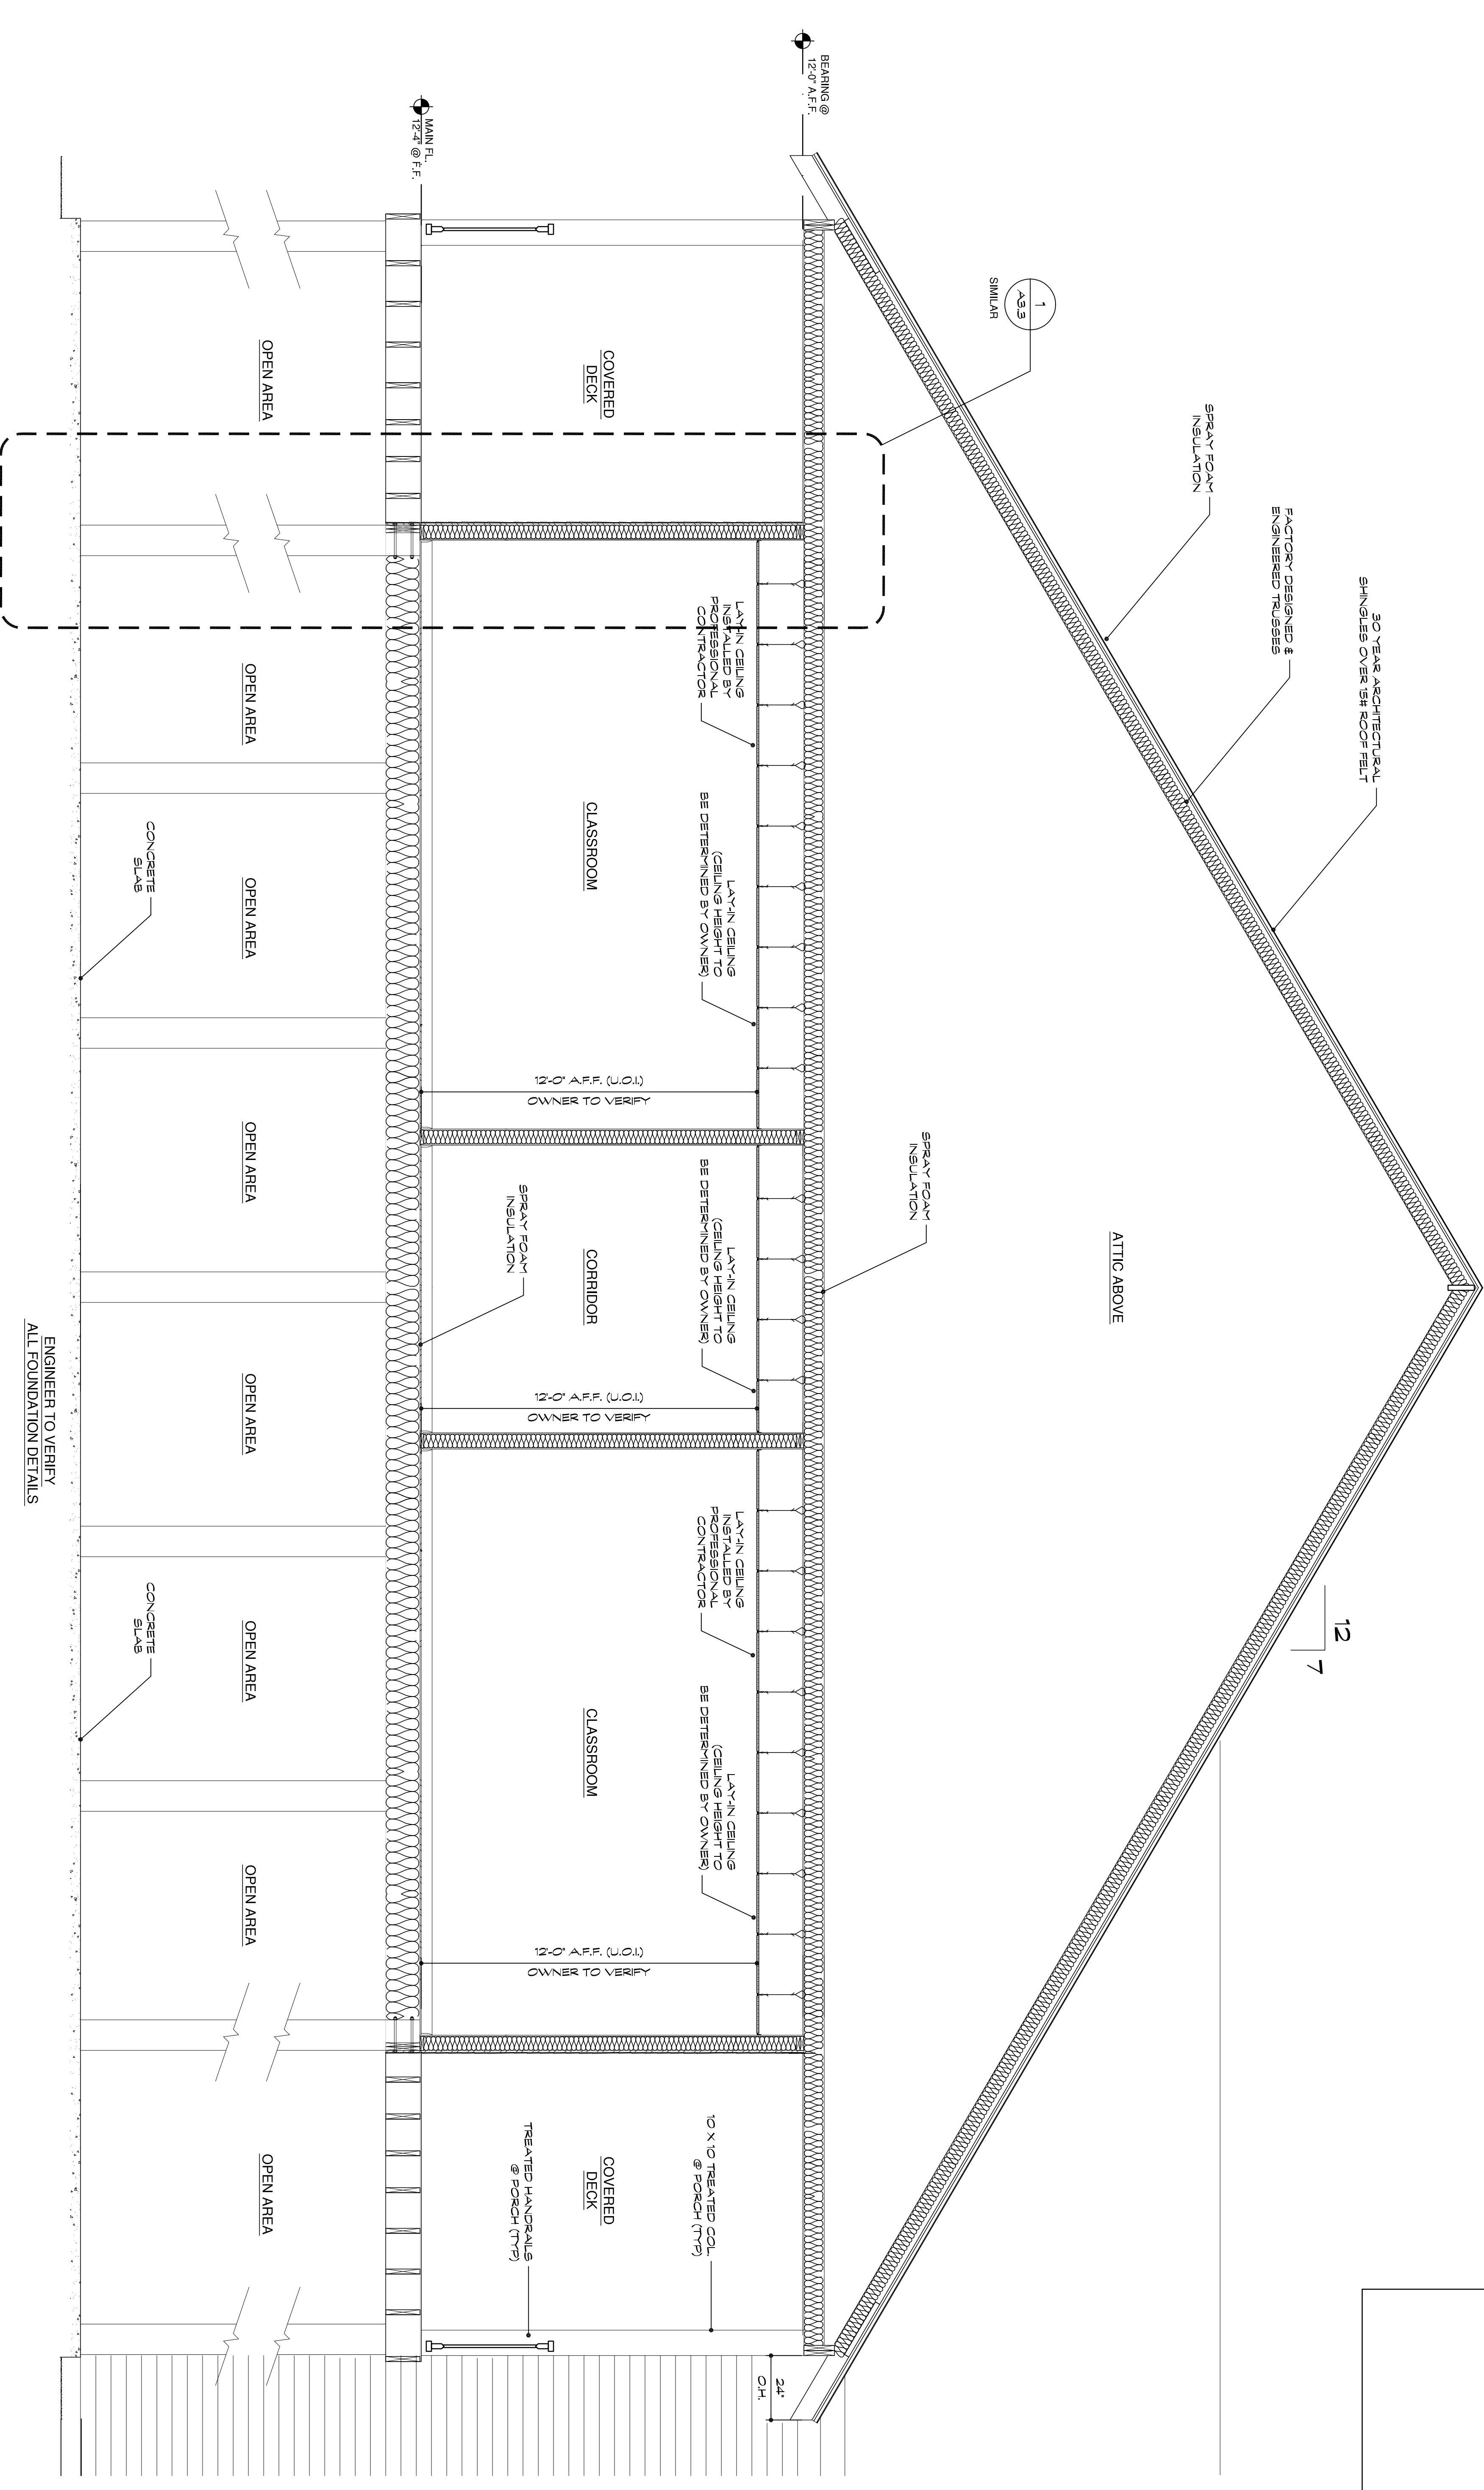 30 YEAR ARCHITECTURAL
SHINGLES OVER 15# ROOF FELT
12
7
FACTORY DESIGNED &
ENGINEERED TRUSSES
SPRAY FOAM
INSULATION
ATTIC ABOVE
1
A3.3
SIMILAR
SPRAY FOAM
INSULATION
BEARING @
12'-0" A.F.F.
24"
O.H.
LAY-IN CEILING
INSTALLED BY
PROFESSIONAL
CONTRACTOR
LAY-IN CEILING
(CEILING HEIGHT TO
BE DETERMINED BY OWNER)
LAY-IN CEILING
(CEILING HEIGHT TO
BE DETERMINED BY OWNER)
LAY-IN CEILING
INSTALLED BY
PROFESSIONAL
CONTRACTOR
LAY-IN CEILING
(CEILING HEIGHT TO
BE DETERMINED BY OWNER)
10 X 10 TREATED COL.
@ PORCH (TYP)
COVERED
DECK
CLASSROOM
12'-0" A.F.F. (U.O.I.)
OWNER TO VERIFY
CORRIDOR
12'-0" A.F.F. (U.O.I.)
OWNER TO VERIFY
CLASSROOM
12'-0" A.F.F. (U.O.I.)
OWNER TO VERIFY
COVERED
DECK
SPRAY FOAM
INSULATION
TREATED HANDRAILS
@ PORCH (TYP)
MAIN FL.
12'-4" @ F.F.
OPEN AREA
OPEN AREA
OPEN AREA
OPEN AREA
OPEN AREA
OPEN AREA
OPEN AREA
OPEN AREA
CONCRETE
SLAB
CONCRETE
SLAB
ENGINEER TO VERIFY
ALL FOUNDATION DETAILS